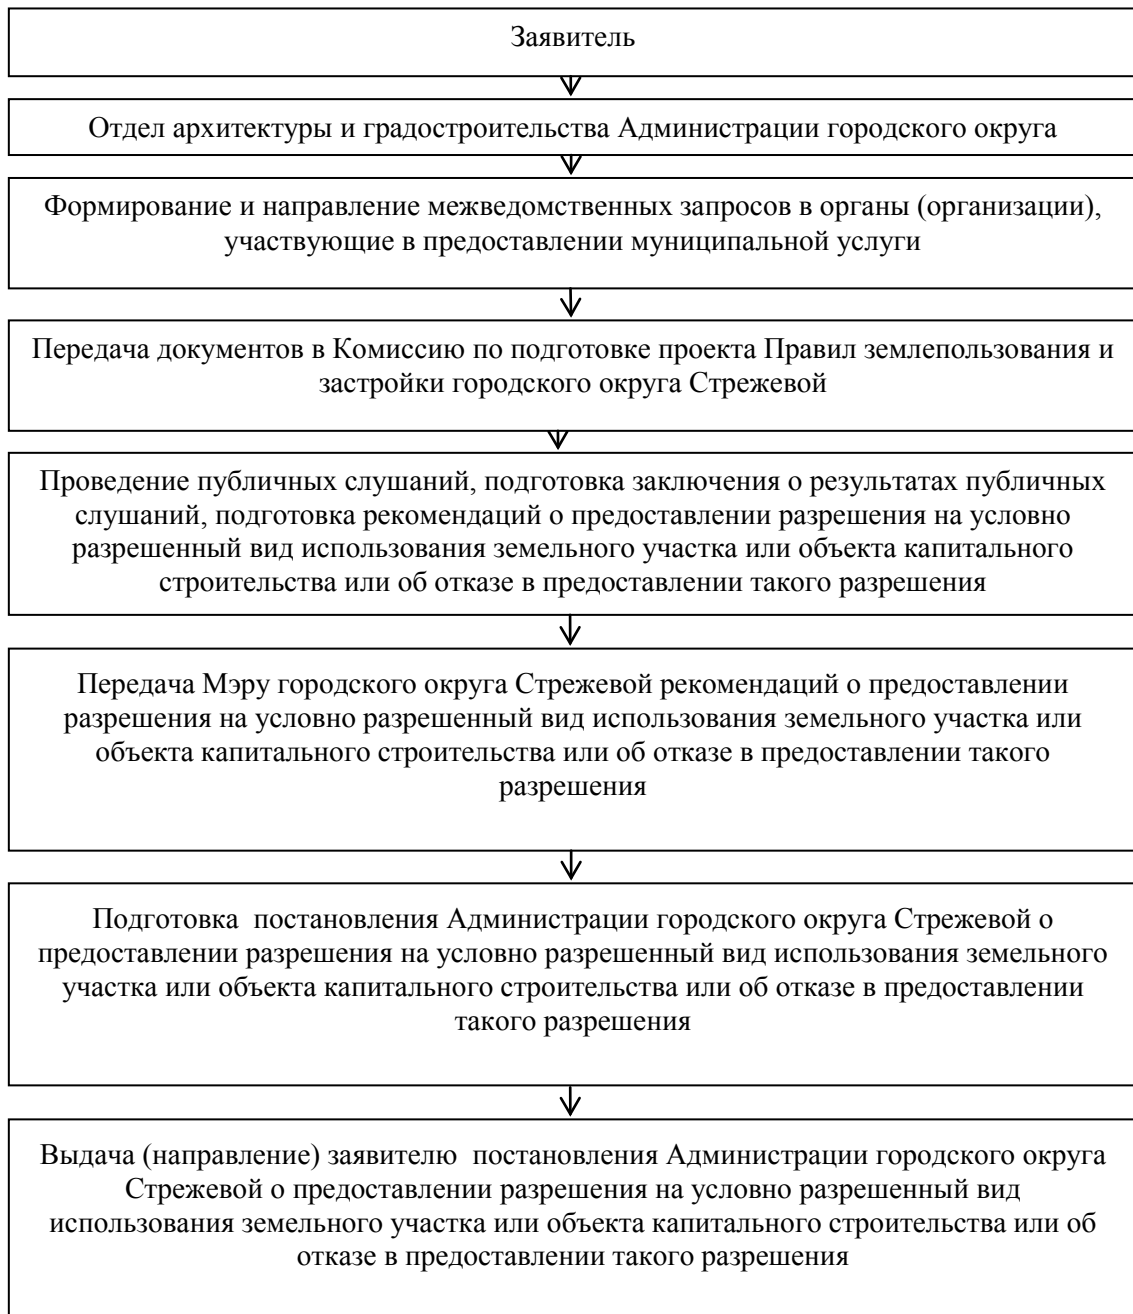 Заявитель
Отдел архитектуры и градостроительства Администрации городского округа
Формирование и направление межведомственных запросов в органы (организации),
участвующие в предоставлении муниципальной услуги
Передача документов в Комиссию по подготовке проекта Правил землепользования и
застройки городского округа Стрежевой
Проведение публичных слушаний, подготовка заключения о результатах публичных
слушаний, подготовка рекомендаций о предоставлении разрешения на условно
разрешенный вид использования земельного участка или объекта капитального
строительства или об отказе в предоставлении такого разрешения
Передача Мэру городского округа Стрежевой рекомендаций о предоставлении
разрешения на условно разрешенный вид использования земельного участка или
объекта капитального строительства или об отказе в предоставлении такого
разрешения
Подготовка  постановления Администрации городского округа Стрежевой о
предоставлении разрешения на условно разрешенный вид использования земельного
участка или объекта капитального строительства или об отказе в предоставлении
такого разрешения
Выдача (направление) заявителю  постановления Администрации городского округа
Стрежевой о предоставлении разрешения на условно разрешенный вид
использования земельного участка или объекта капитального строительства или об
отказе в предоставлении такого разрешения